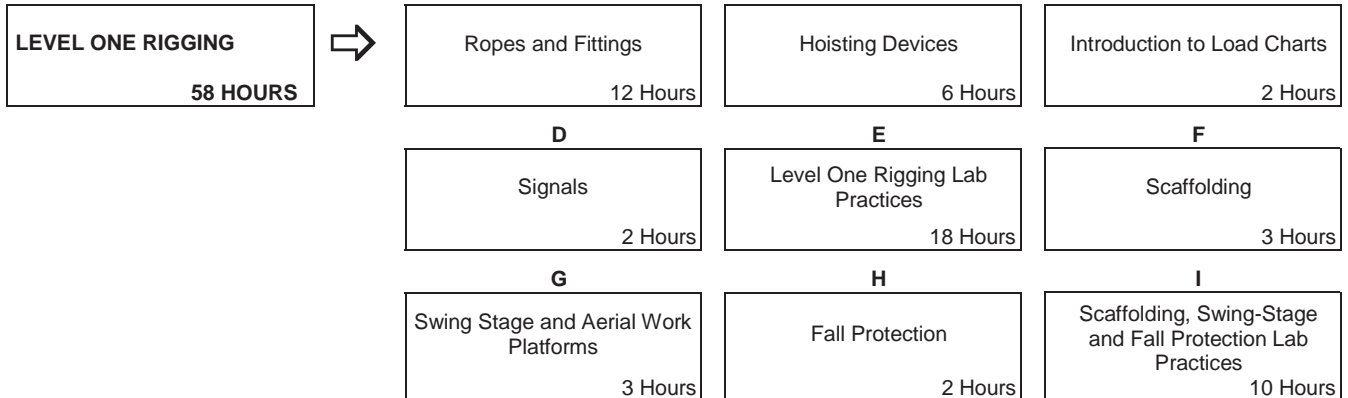 LEVEL ONE RIGGING
58 HOURS
Ropes and Fittings
12 Hours
Hoisting Devices
6 Hours
Introduction to Load Charts
2 Hours
D
Signals
2 Hours
E
Level One Rigging Lab
Practices
18 Hours
F
Scaffolding
3 Hours
G
Swing Stage and Aerial Work
Platforms
3 Hours
H
Fall Protection
2 Hours
I
Scaffolding, Swing-Stage
and Fall Protection Lab
Practices
10 Hours